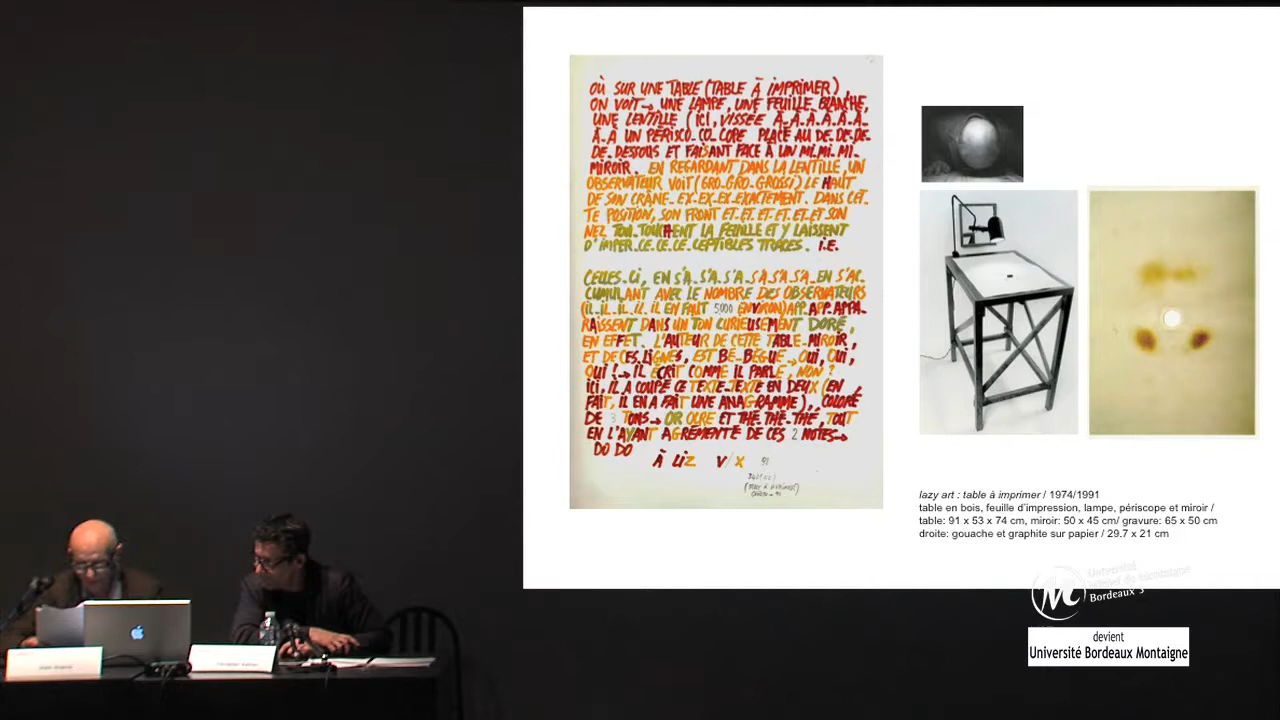 OÙ SUR UNE TABLE (TABLE À IMPRIMER),
ON VOIT → UNE LAMPE, UNE FEUILLE BLANCHE,
UNE LENTILLE (ICI, VISSÉE À-À-À-À-À-À-
À-À UN PÉRISCO-CO-COPE PLACÉ AU DE-DE-DE-
DE-DESSOUS ET FAISANT FACE À UN MI-MI-MI-
MIROIR. EN REGARDANT DANS LA LENTILLE, UN
OBSERVATEUR VOIT (GRO-GRO-GROSSI) LE HAUT
DE SON CRÂNE-EX-EX-EX-EXACTEMENT. DANS CET-
TE POSITION, SON FRONT ET-ET-ET-ET-ET-ET SON
NEZ TOU-TOUCHENT LA FEUILLE ET Y LAISSENT
D'IMPER-CE-CE-CE-CEPTIBLES TRACES. I.E.
CELLES-CI, EN S'A-S'A-S'A-S'A-S'A-S'A-EN S'AC-
CUMULANT AVEC LE NOMBRE DES OBSERVATEURS
(IL-IL-IL-IL-IL EN FAUT 5000 ENVIRON) APP-APP-APPA-
RAISSENT DANS UN TON CURIEUSEMENT DORÉ,
EN EFFET. L'AUTEUR DE CETTE TABLE-MIROIR,
ET DE CES LIGNES, EST BÈ-BÈGUE → OUI, OUI,
OUI ! → IL ÉCRIT COMME IL PARLE, NON ?
ICI, IL A COUPÉ CE TEXTE-TEXTE EN DEUX (EN
FAIT, IL EN A FAIT UNE ANAGRAMME), COLORÉ
DE 3 TONS → OR OCRE ET THÉ-THÉ-THÉ, TOUT
EN L'AYANT AGRÉMENTÉ DE CES 2 NOTES →
DO DO
À LIZ V/X 91
lazy art : table à imprimer / 1974/1991
table en bois, feuille d'impression, lampe, périscope et miroir /
table: 91 x 53 x 74 cm, miroir: 50 x 45 cm/ gravure: 65 x 50 cm
droite: gouache et graphite sur papier / 29.7 x 21 cm
Université
Michel de Montaigne
Bordeaux 3
devient
Université Bordeaux Montaigne